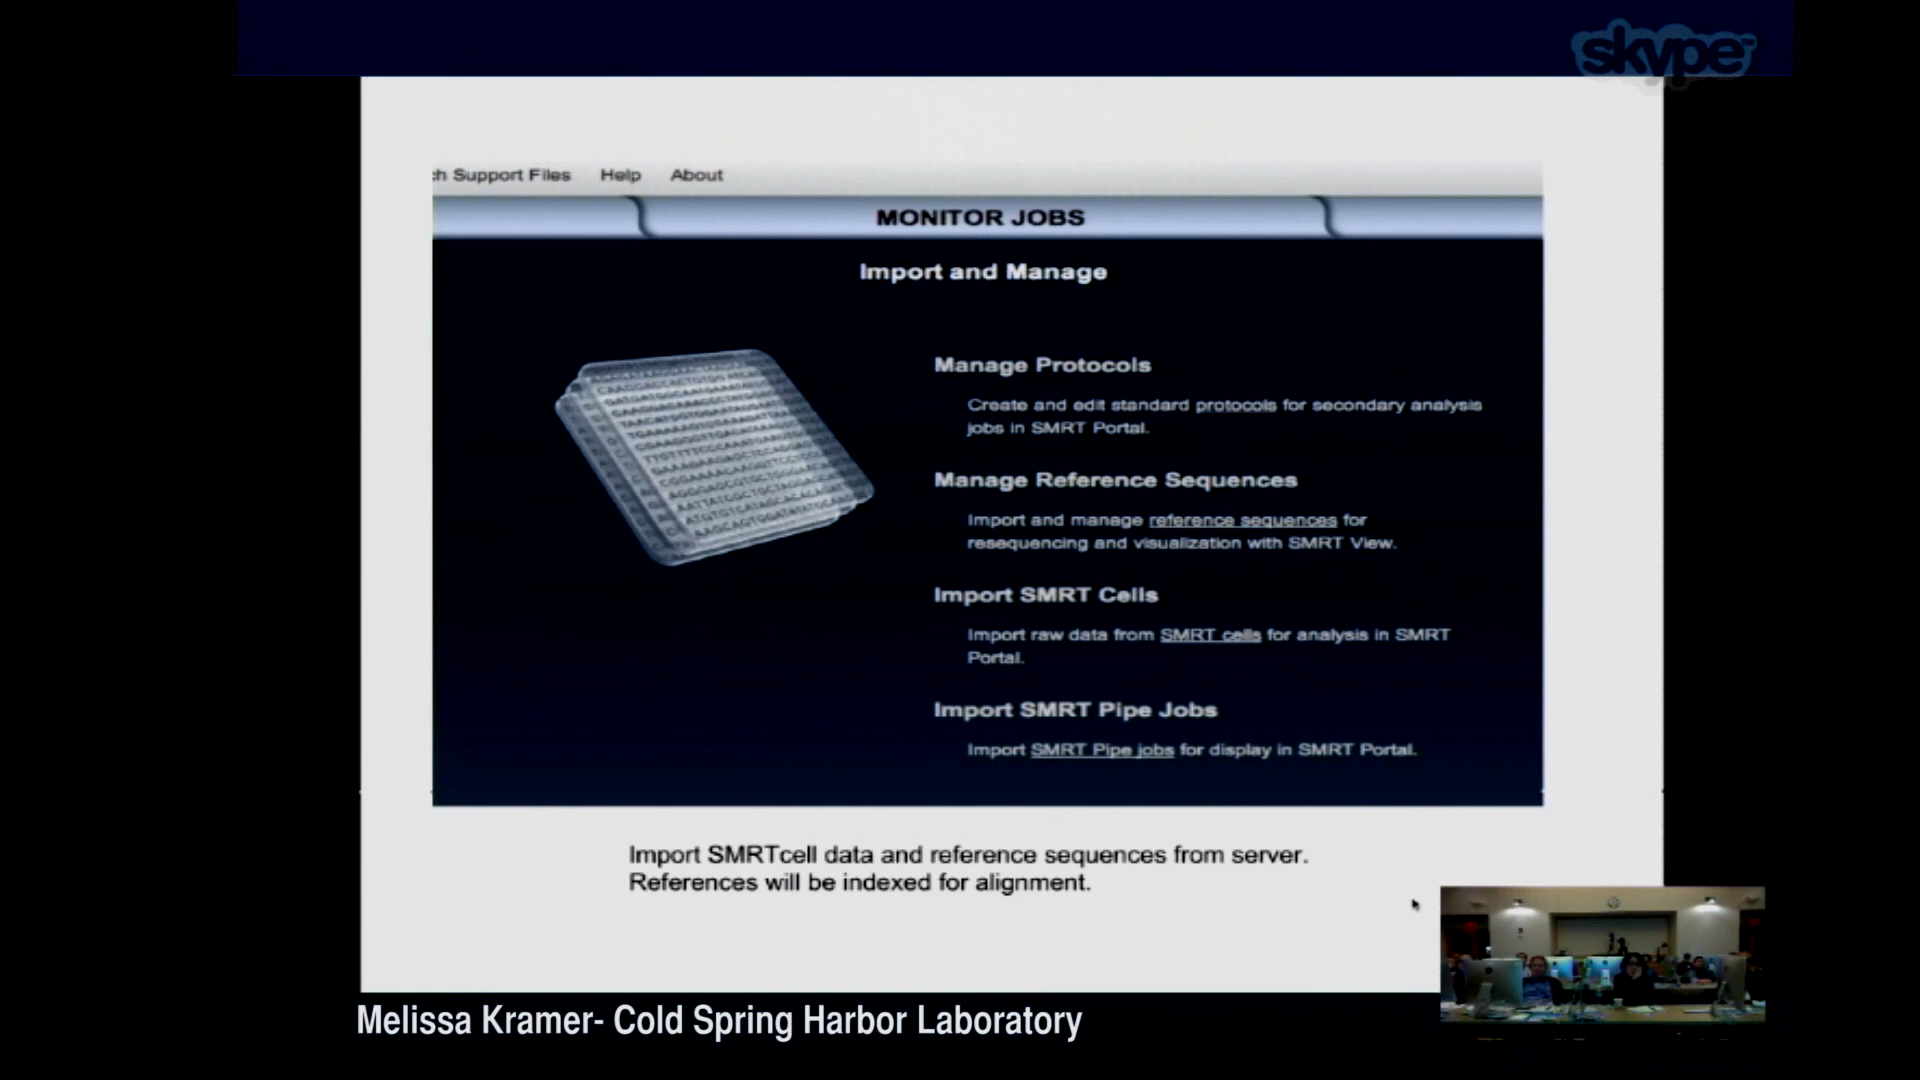 skype
ch Support Files Help About
MONITOR JOBS
Import and Manage
Manage Protocols
Create and edit standard protocols for secondary analysis
jobs in SMRT Portal.
Manage Reference Sequences
Import and manage reference sequences for
resequencing and visualization with SMRT View.
Import SMRT Cells
Import raw data from SMRT cells for analysis in SMRT
Portal.
Import SMRT Pipe Jobs
Import SMRT Pipe jobs for display in SMRT Portal.
Import SMRTcell data and reference sequences from server.
References will be indexed for alignment.
Melissa Kramer- Cold Spring Harbor Laboratory